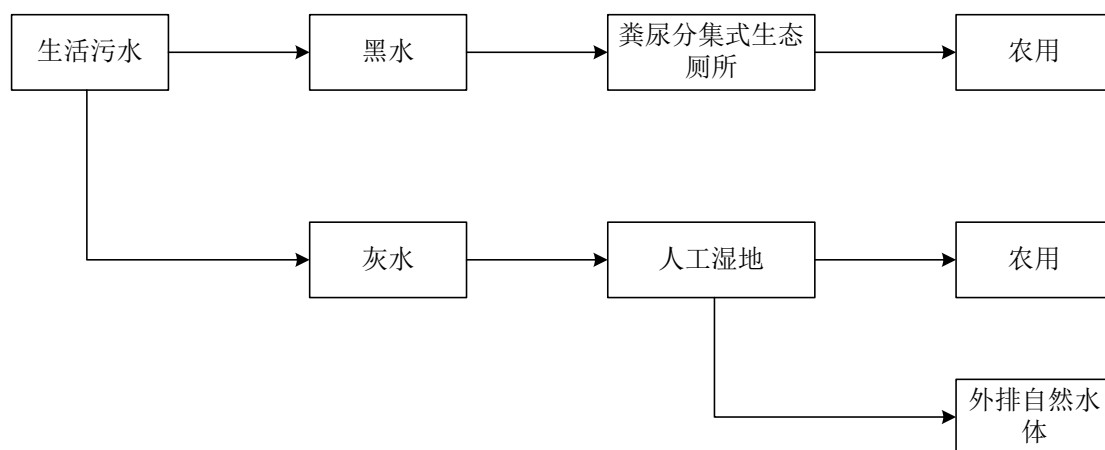 生活污水
黑水
粪尿分集式生态
厕所
农用
灰水
人工湿地
农用
外排自然水
体